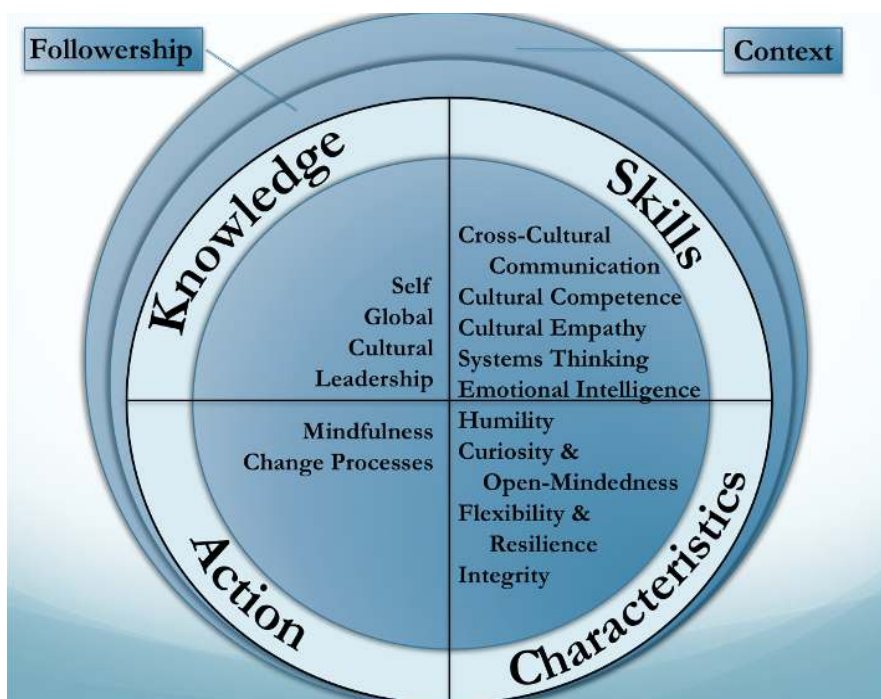 Followership
Context
Knowledge
Skills
Self
Global
Cultural
Leadership
Cross-Cultural
Communication
Cultural Competence
Cultural Empathy
Systems Thinking
Emotional Intelligence
Mindfulness
Change Processes
Humility
Curiosity &
Open-Mindedness
Flexibility &
Resilience
Integrity
Action
Characteristics